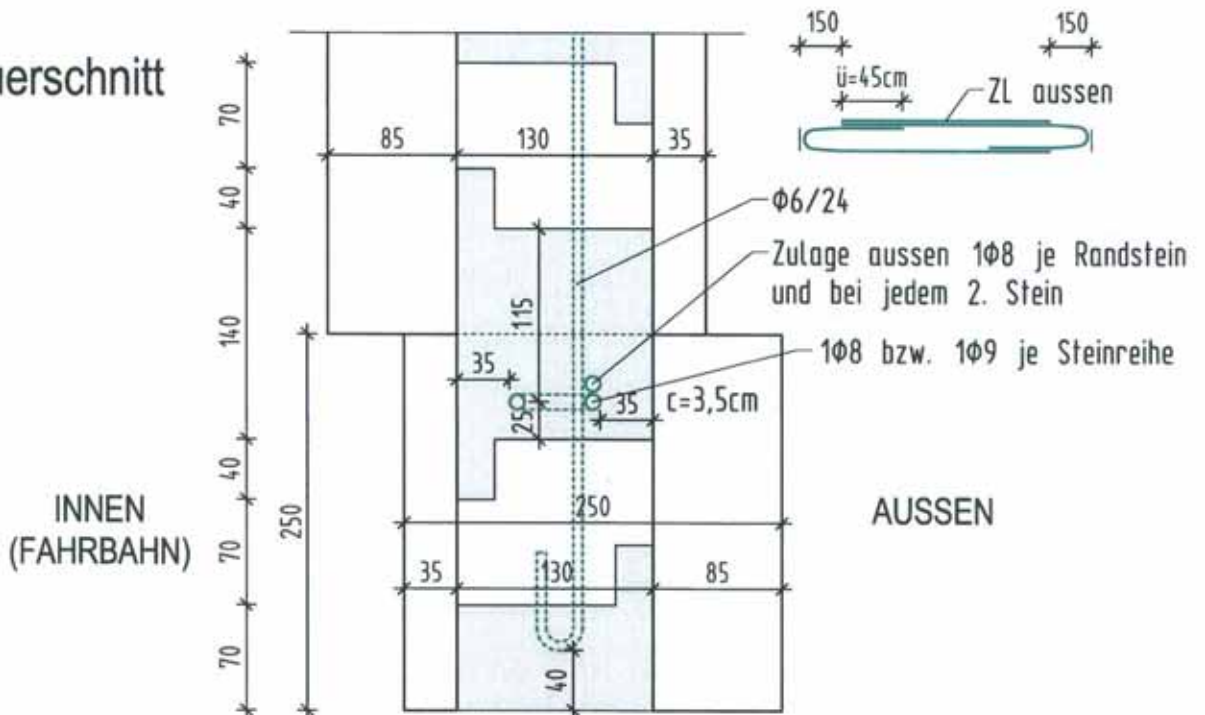 uerschnitt
150
150
ü=45cm
ZL aussen
70
85
130
35
40
Φ6/24
Zulage aussen 1Φ8 je Randstein
und bei jedem 2. Stein
115
140
1Φ8 bzw. 1Φ9 je Steinreihe
35
35
c=3,5cm
25
40
INNEN
(FAHRBAHN)
250
250
AUSSEN
70
35
130
85
70
40